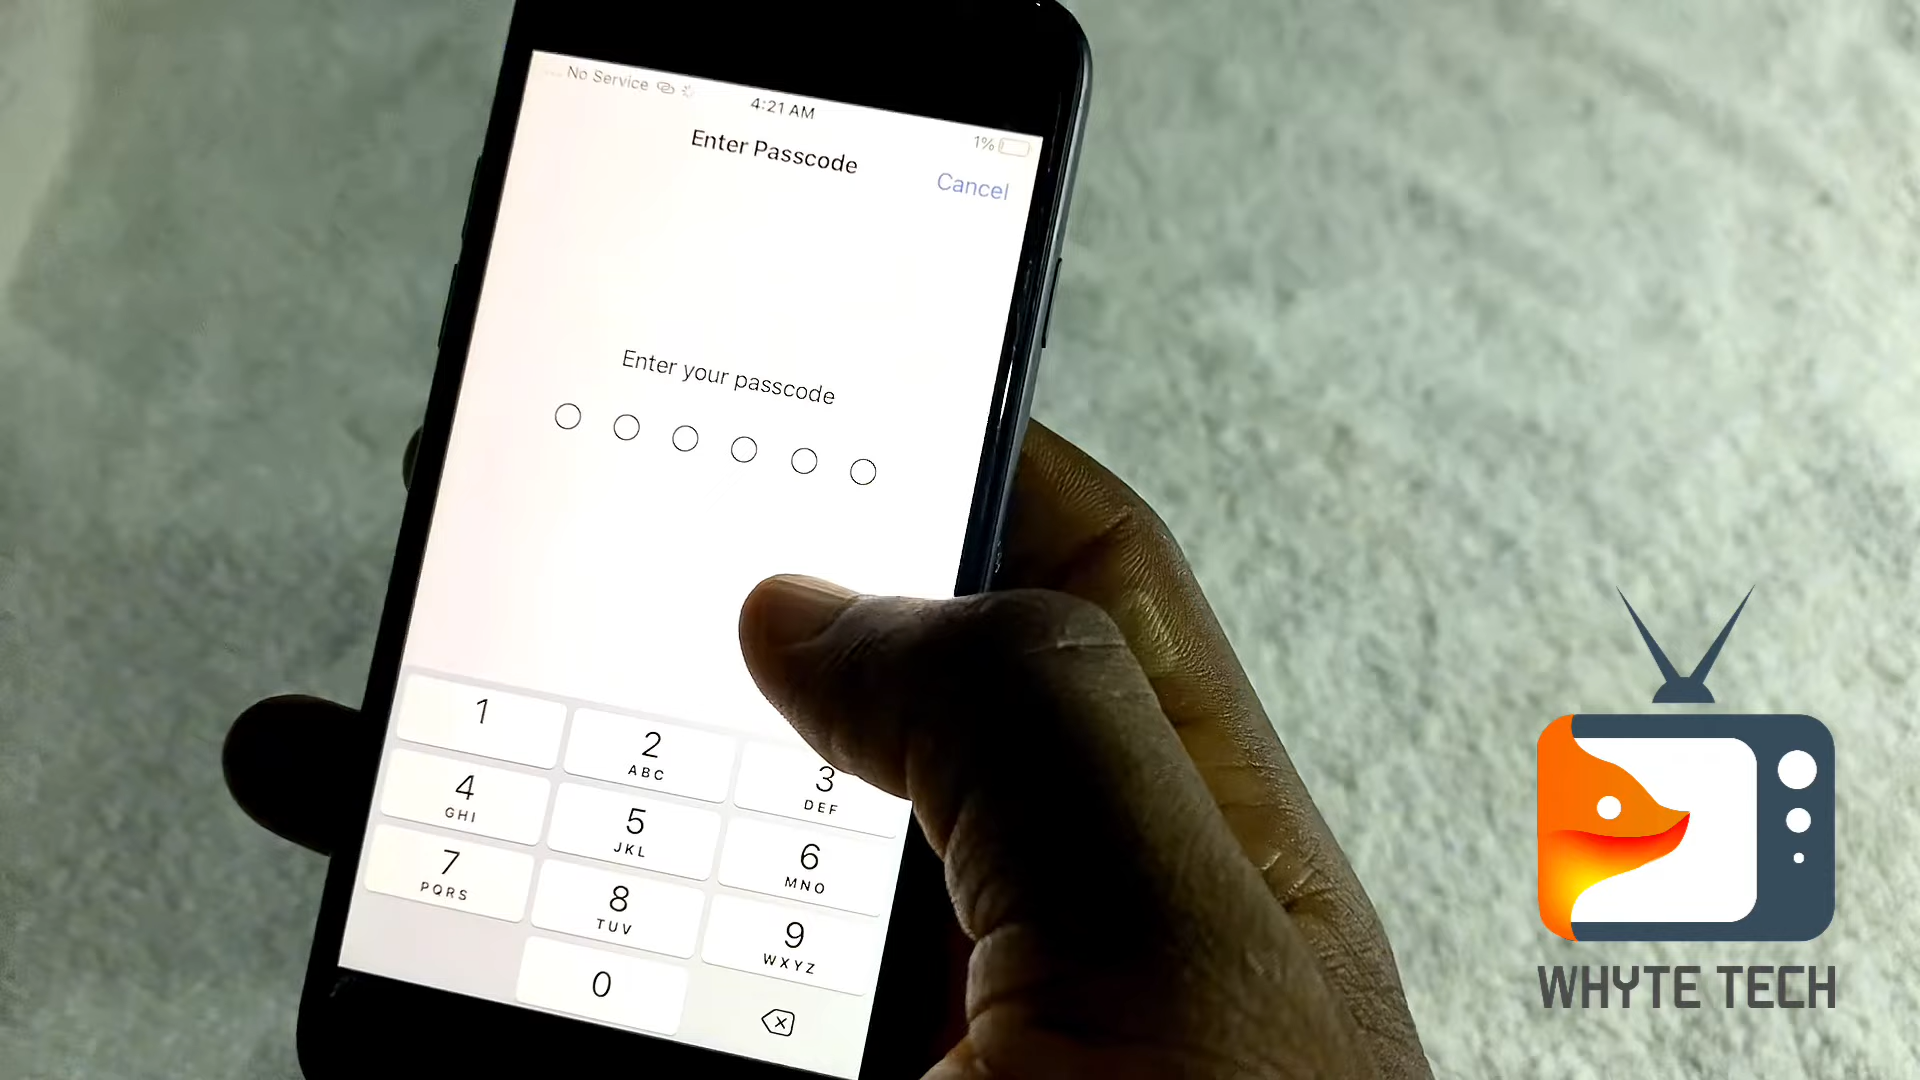 No Service
4:21 AM
1%
Enter Passcode
Cancel
Enter your passcode
1
2
ABC
3
DEF
4
GHI
5
JKL
6
MNO
7
PQRS
8
TUV
9
WXYZ
0
WHYTE TECH